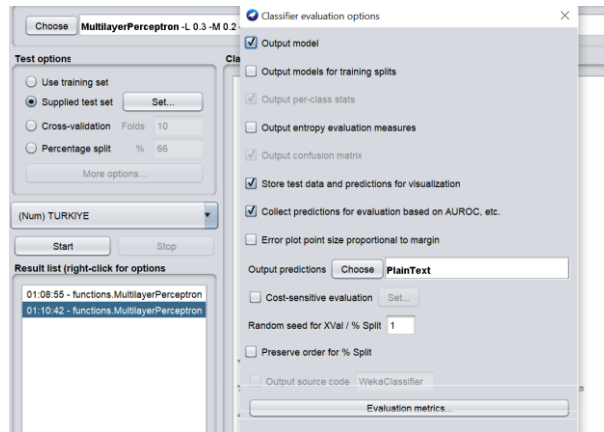 Choose MultilayerPerceptron -L 0.3 -M 0.2
Test options
Use training set
Supplied test set Set...
Cross-validation Folds 10
Percentage split % 66
More options...
(Num) TURKIYE
Start Stop
Result list (right-click for options
01:08:55 - functions.MultilayerPerceptron
01:10:42 - functions.MultilayerPerceptron
Cla
Classifier evaluation options
Output model
Output models for training splits
Output per-class stats
Output entropy evaluation measures
Output confusion matrix
Store test data and predictions for visualization
Collect predictions for evaluation based on AUROC, etc.
Error plot point size proportional to margin
Output predictions Choose PlainText
Cost-sensitive evaluation Set...
Random seed for XVal / % Split 1
Preserve order for % Split
Output source code WekaClassifier
Evaluation metrics...